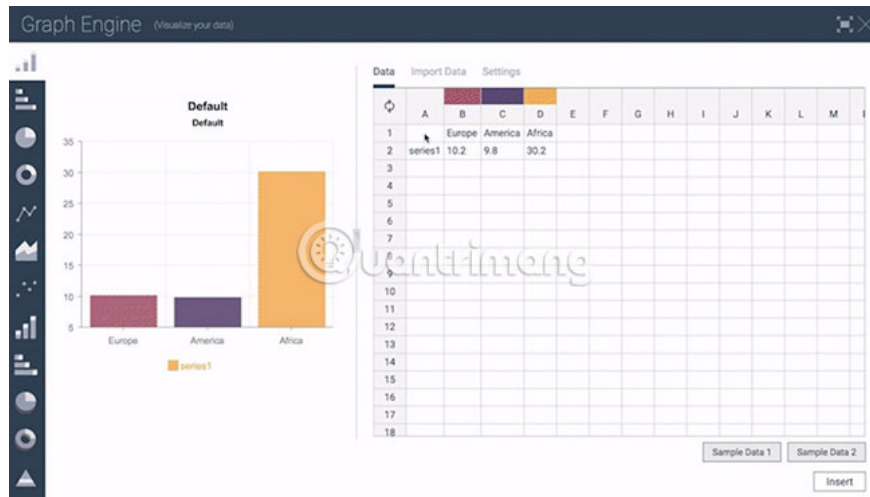 Graph Engine (Visualize your data)
Data Import Data Settings
Default
Default
35
30
25
20
15
10
5
Europe America Africa
series1
A B C D E F G H I J K L M
1 Europe America Africa
2 series1 10.2 9.8 30.2
3
4
5
6
7
8
9
10
11
12
13
14
15
16
17
18
Quantrimang
Sample Data 1 Sample Data 2
Insert